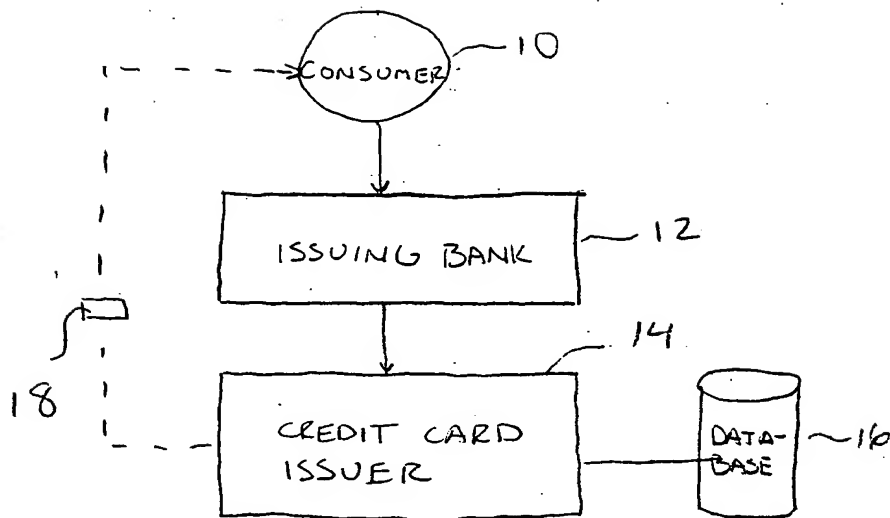 CONSUMER
10
ISSUING BANK
12
14
18
CREDIT CARD
ISSUER
DATA-
BASE
16